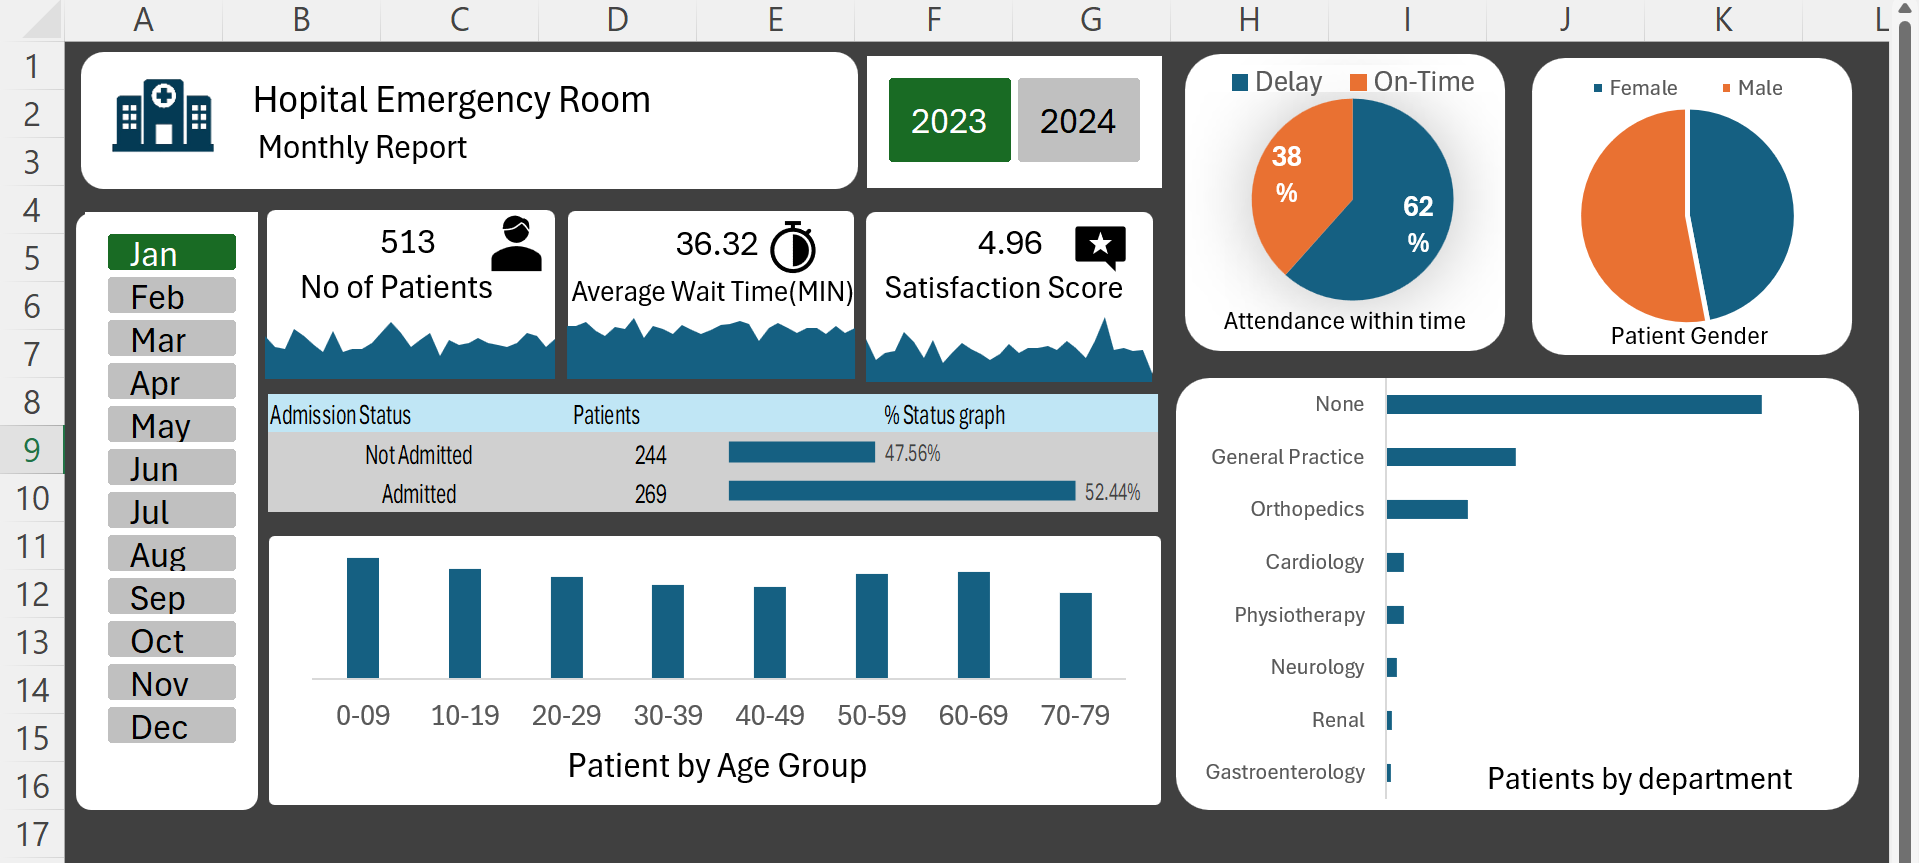 A B C D E F G H I J K L
1
2
3
4
5
6
7
8
9
10
11
12
13
14
15
16
17
Hopital Emergency Room
Monthly Report
2023 2024
Jan
Feb
Mar
Apr
May
Jun
Jul
Aug
Sep
Oct
Nov
Dec
513
No of Patients
36.32
Average Wait Time(MIN)
4.96
Satisfaction Score
Delay On-Time
38
%
62
%
Attendance within time
Female Male
Patient Gender
Admission Status Patients % Status graph
Not Admitted 244 47.56%
Admitted 269 52.44%
0-09 10-19 20-29 30-39 40-49 50-59 60-69 70-79
Patient by Age Group
None
General Practice
Orthopedics
Cardiology
Physiotherapy
Neurology
Renal
Gastroenterology
Patients by department